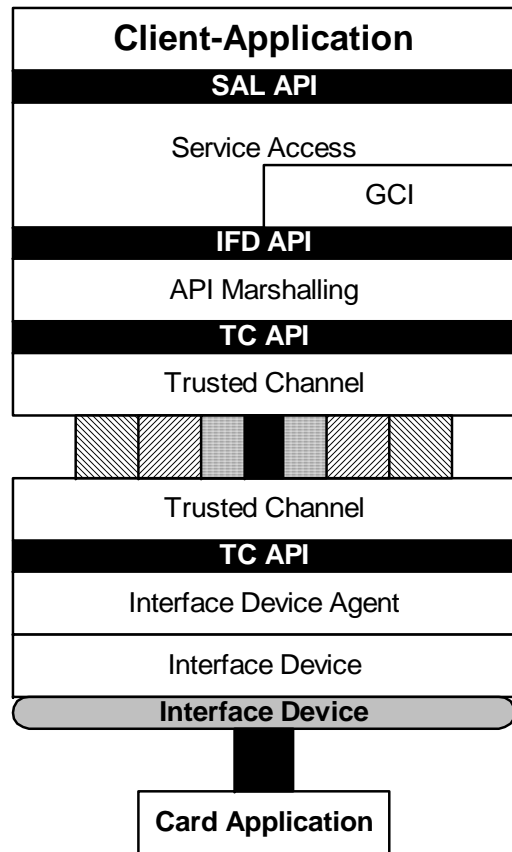 Client-Application
SAL API
Service Access
GCI
IFD API
API Marshalling
TC API
Trusted Channel
Trusted Channel
TC API
Interface Device Agent
Interface Device
Interface Device
Card Application